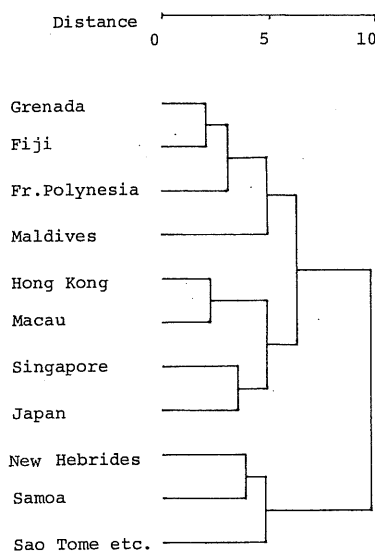 Distance
0 5 10
Grenada
Fiji
Fr.Polynesia
Maldives
Hong Kong
Macau
Singapore
Japan
New Hebrides
Samoa
Sao Tome etc.